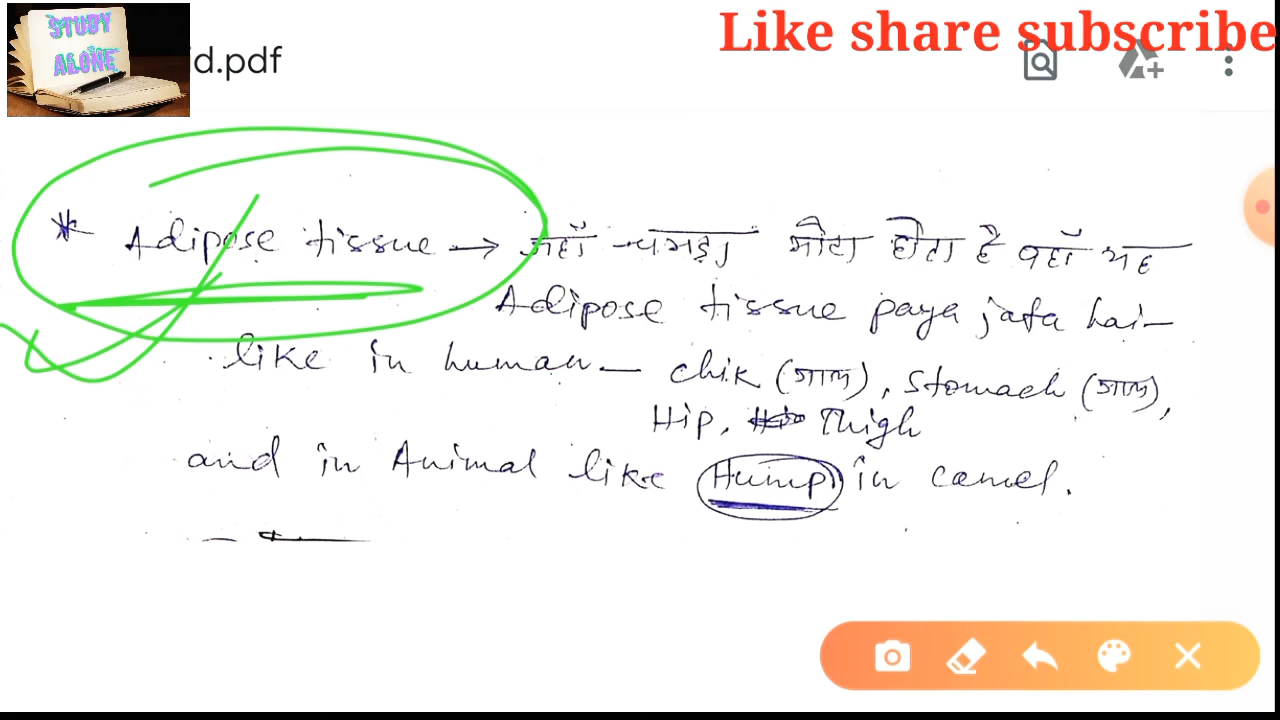 STUDY
ALONE
Like share subscribe
d.pdf
* Adipose tissue → जहाँ चमड़ा मोटा होता है वहाँ यह
Adipose tissue paya jata hai-
like in human - chik (गाल), Stomach (गाल),
Hip, Thigh
and in Animal like Hump in camel.